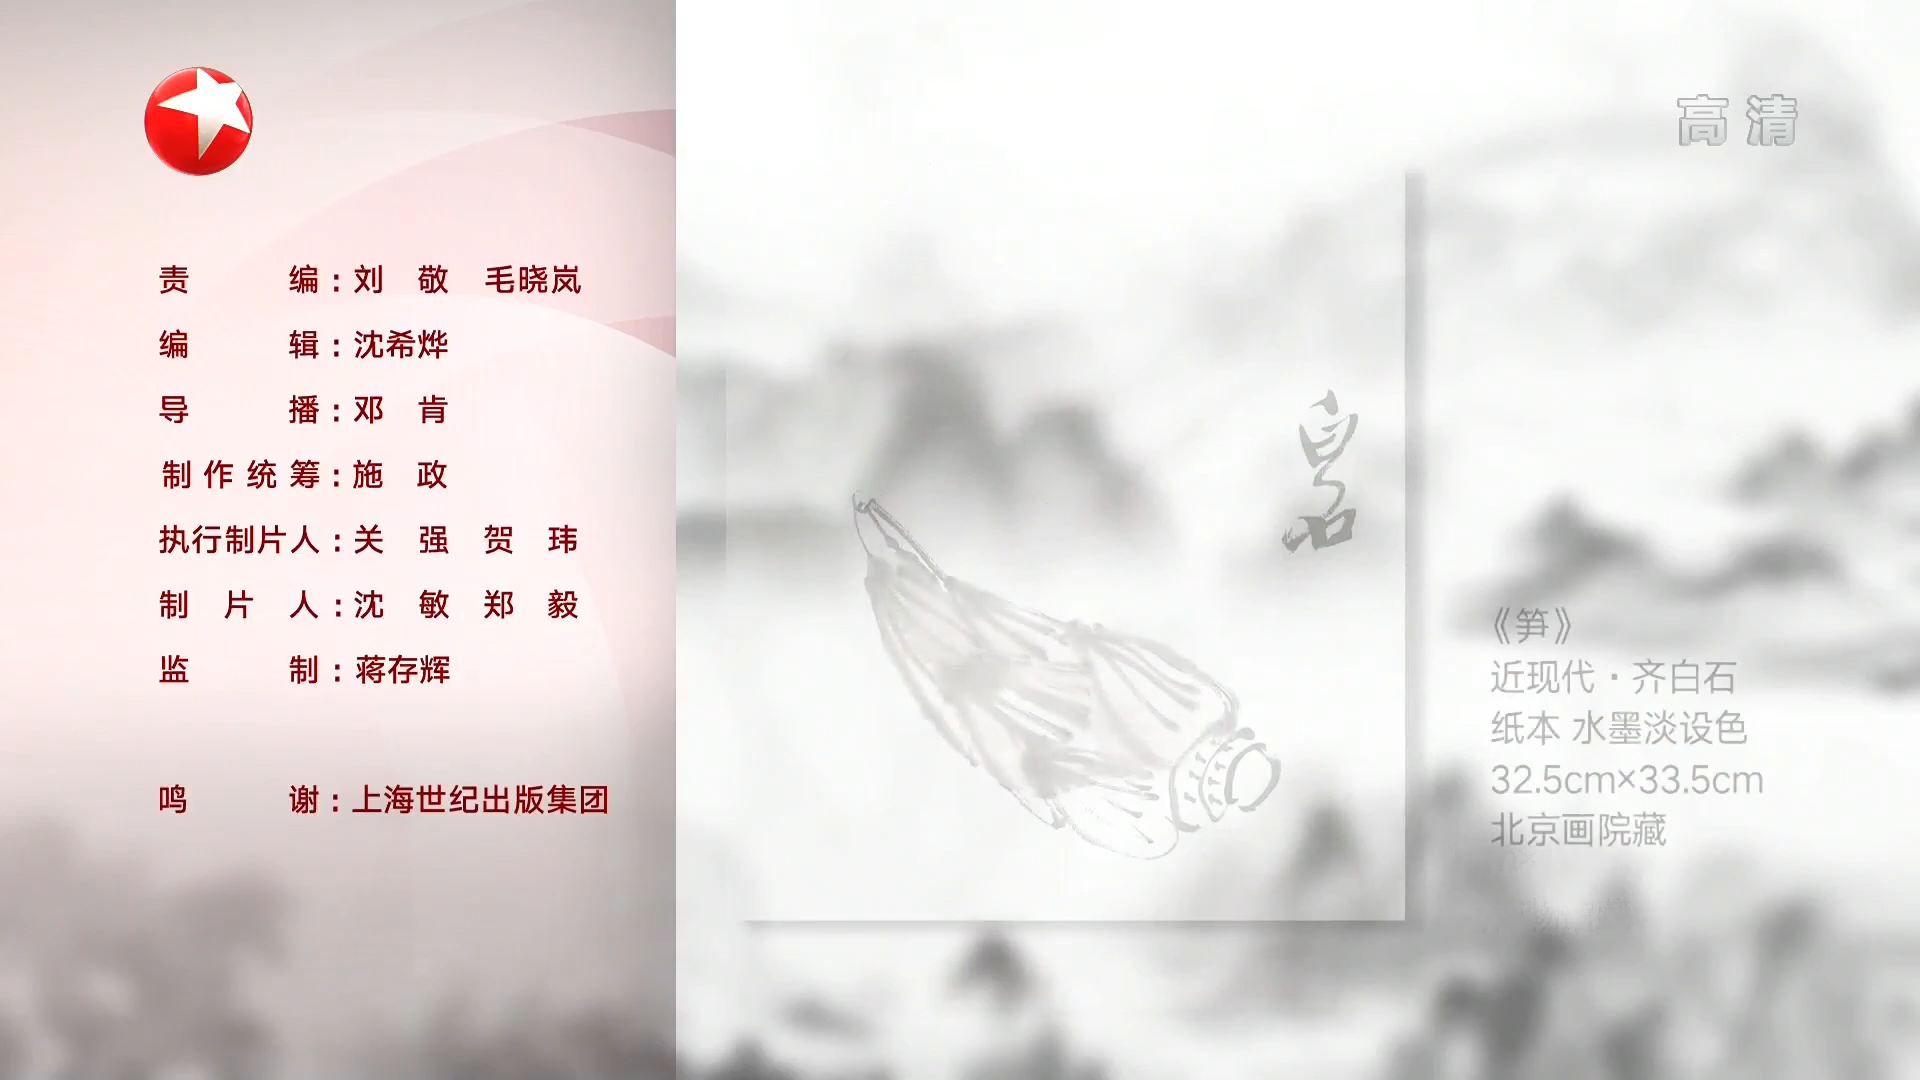 高清
责 编：刘 敬 毛晓岚
编 辑：沈希烨
导 播：邓 肯
制作统筹：施 政
执行制片人：关 强 贺 玮
制 片 人：沈 敏 郑 毅
监 制：蒋存辉
鸣 谢：上海世纪出版集团
白石
《笋》
近现代·齐白石
纸本 水墨淡设色
32.5cm×33.5cm
北京画院藏